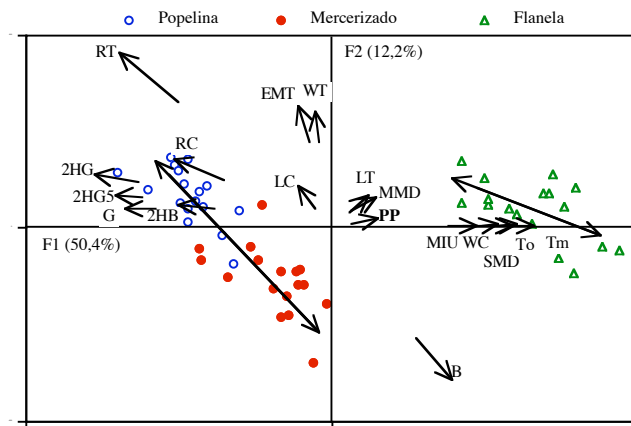 Popelina Mercerizado Flanela
RT
F2 (12,2%)
EMT WT
RC
2HG
LC
LT
2HG5
MMD
G
2HB
PP
F1 (50,4%)
MIU WC To Tm
SMD
B